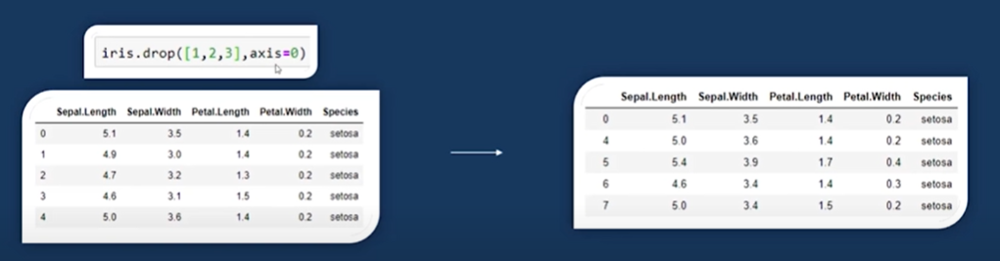 iris.drop([1,2,3],axis=0)
Sepal.Length Sepal.Width Petal.Length Petal.Width Species
0 5.1 3.5 1.4 0.2 setosa
1 4.9 3.0 1.4 0.2 setosa
2 4.7 3.2 1.3 0.2 setosa
3 4.6 3.1 1.5 0.2 setosa
4 5.0 3.6 1.4 0.2 setosa
Sepal.Length Sepal.Width Petal.Length Petal.Width Species
0 5.1 3.5 1.4 0.2 setosa
4 5.0 3.6 1.4 0.2 setosa
5 5.4 3.9 1.7 0.4 setosa
6 4.6 3.4 1.4 0.3 setosa
7 5.0 3.4 1.5 0.2 setosa